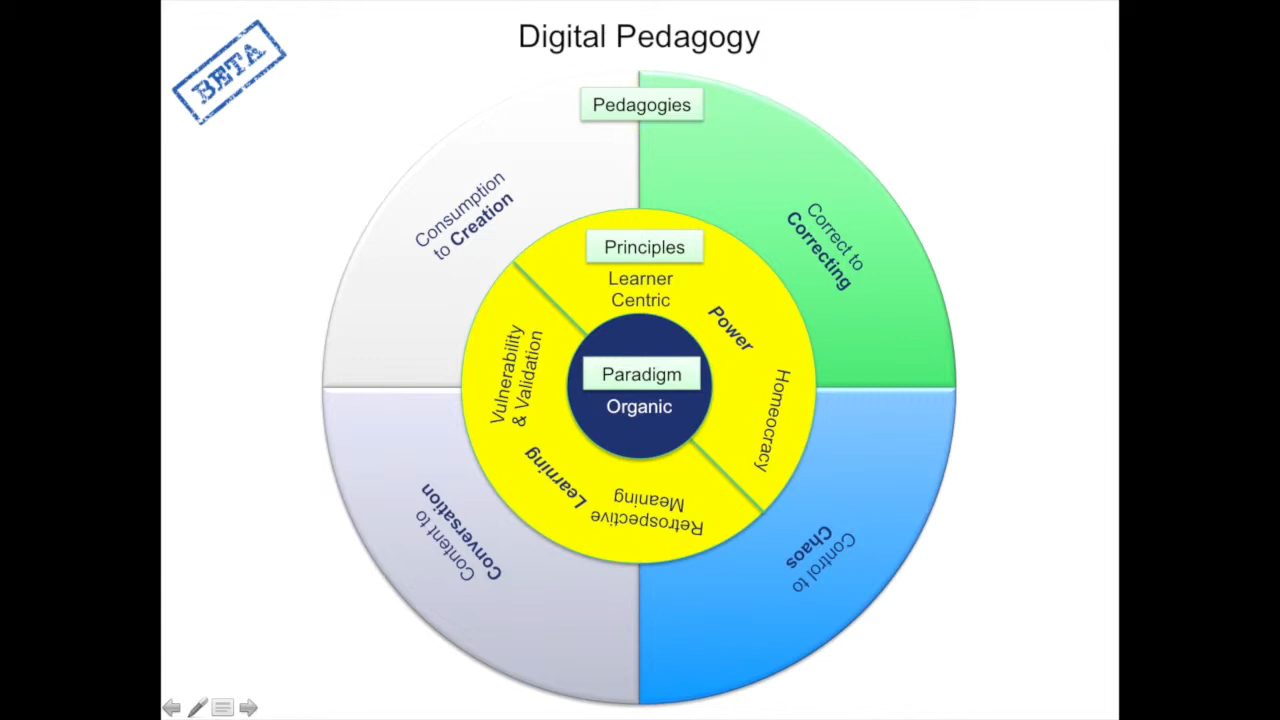 Digital Pedagogy
BETA
Pedagogies
Consumption
to Creation
Correct to
Correcting
Principles
Learner
Centric
Power
Vulnerability
& Validation
Homeocracy
Paradigm
Organic
Learning
Retrospective
Meaning
Content to
Conversation
Control to
Chaos